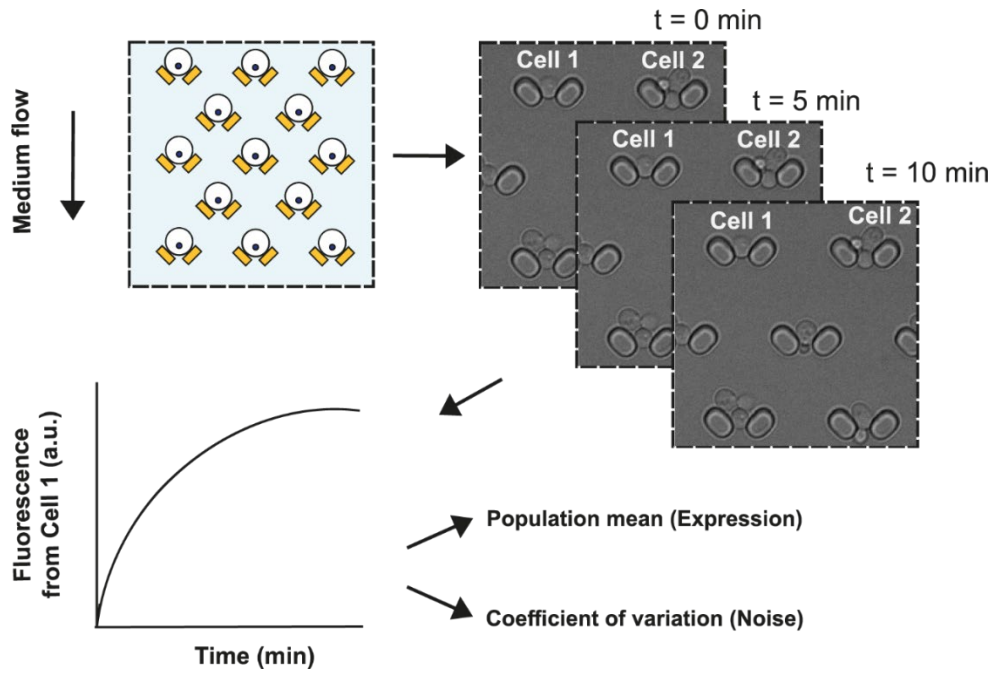 t = 0 min
Cell 1
Cell 2
t = 5 min
Cell 1
Cell 2
t = 10 min
Cell 1
Cell 2
Medium flow
Fluorescence
from Cell 1 (a.u.)
Time (min)
Population mean (Expression)
Coefficient of variation (Noise)